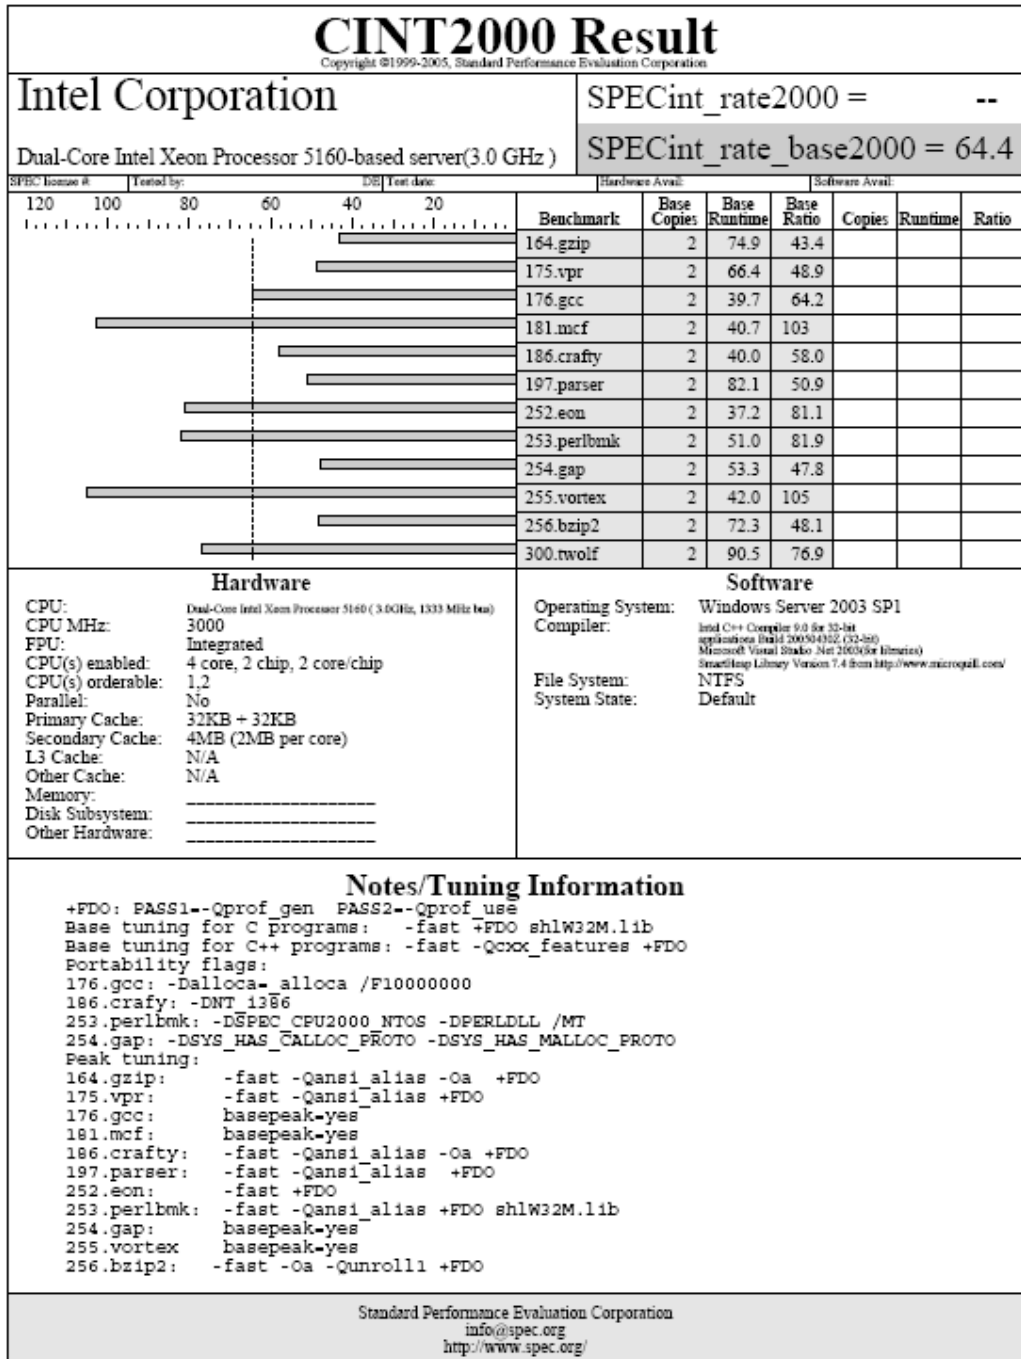 CINT2000 Result
Copyright ©1999-2005, Standard Performance Evaluation Corporation
Intel Corporation
Dual-Core Intel Xeon Processor 5160-based server(3.0 GHz )
SPECint_rate2000 = --
SPECint_rate_base2000 = 64.4
SPEC license #: Tested by: Test date: Hardware Avail: Software Avail:
120 100 80 60 40 20
Benchmark Base Copies Base Runtime Base Ratio Copies Runtime Ratio
164.gzip 2 74.9 43.4
175.vpr 2 66.4 48.9
176.gcc 2 39.7 64.2
181.mcf 2 40.7 103
186.crafty 2 40.0 58.0
197.parser 2 82.1 50.9
252.eon 2 37.2 81.1
253.perlbmk 2 51.0 81.9
254.gap 2 53.3 47.8
255.vortex 2 42.0 105
256.bzip2 2 72.3 48.1
300.twolf 2 90.5 76.9
Hardware
CPU: Dual-Core Intel Xeon Processor 5160 ( 3.0GHz, 1333 MHz bus)
CPU MHz: 3000
FPU: Integrated
CPU(s) enabled: 4 core, 2 chip, 2 core/chip
CPU(s) orderable: 1,2
Parallel: No
Primary Cache: 32KB + 32KB
Secondary Cache: 4MB (2MB per core)
L3 Cache: N/A
Other Cache: N/A
Memory:
Disk Subsystem:
Other Hardware:
Software
Operating System: Windows Server 2003 SP1
Compiler: Intel C++ Compiler 9.0 for 32-bit
applications Build 20050430Z (32-bit)
Microsoft Visual Studio .Net 2003(for libraries)
SmartHeap Library Version 7.4 from http://www.microquill.com/
File System: NTFS
System State: Default
Notes/Tuning Information
+FDO: PASS1=-Qprof_gen PASS2=-Qprof_use
Base tuning for C programs: -fast +FDO shlW32M.lib
Base tuning for C++ programs: -fast -Qcxx_features +FDO
Portability flags:
176.gcc: -Dalloca=_alloca /F10000000
186.crafy: -DNT_i386
253.perlbmk: -DSPEC_CPU2000_NTOS -DPERLDLL /MT
254.gap: -DSYS_HAS_CALLOC_PROTO -DSYS_HAS_MALLOC_PROTO
Peak tuning:
164.gzip: -fast -Qansi_alias -Oa +FDO
175.vpr: -fast -Qansi_alias +FDO
176.gcc: basepeak=yes
181.mcf: basepeak=yes
186.crafty: -fast -Qansi_alias -Oa +FDO
197.parser: -fast -Qansi_alias +FDO
252.eon: -fast +FDO
253.perlbmk: -fast -Qansi_alias +FDO shlW32M.lib
254.gap: basepeak=yes
255.vortex basepeak=yes
256.bzip2: -fast -Oa -Qunroll1 +FDO
Standard Performance Evaluation Corporation
info@spec.org
http://www.spec.org/